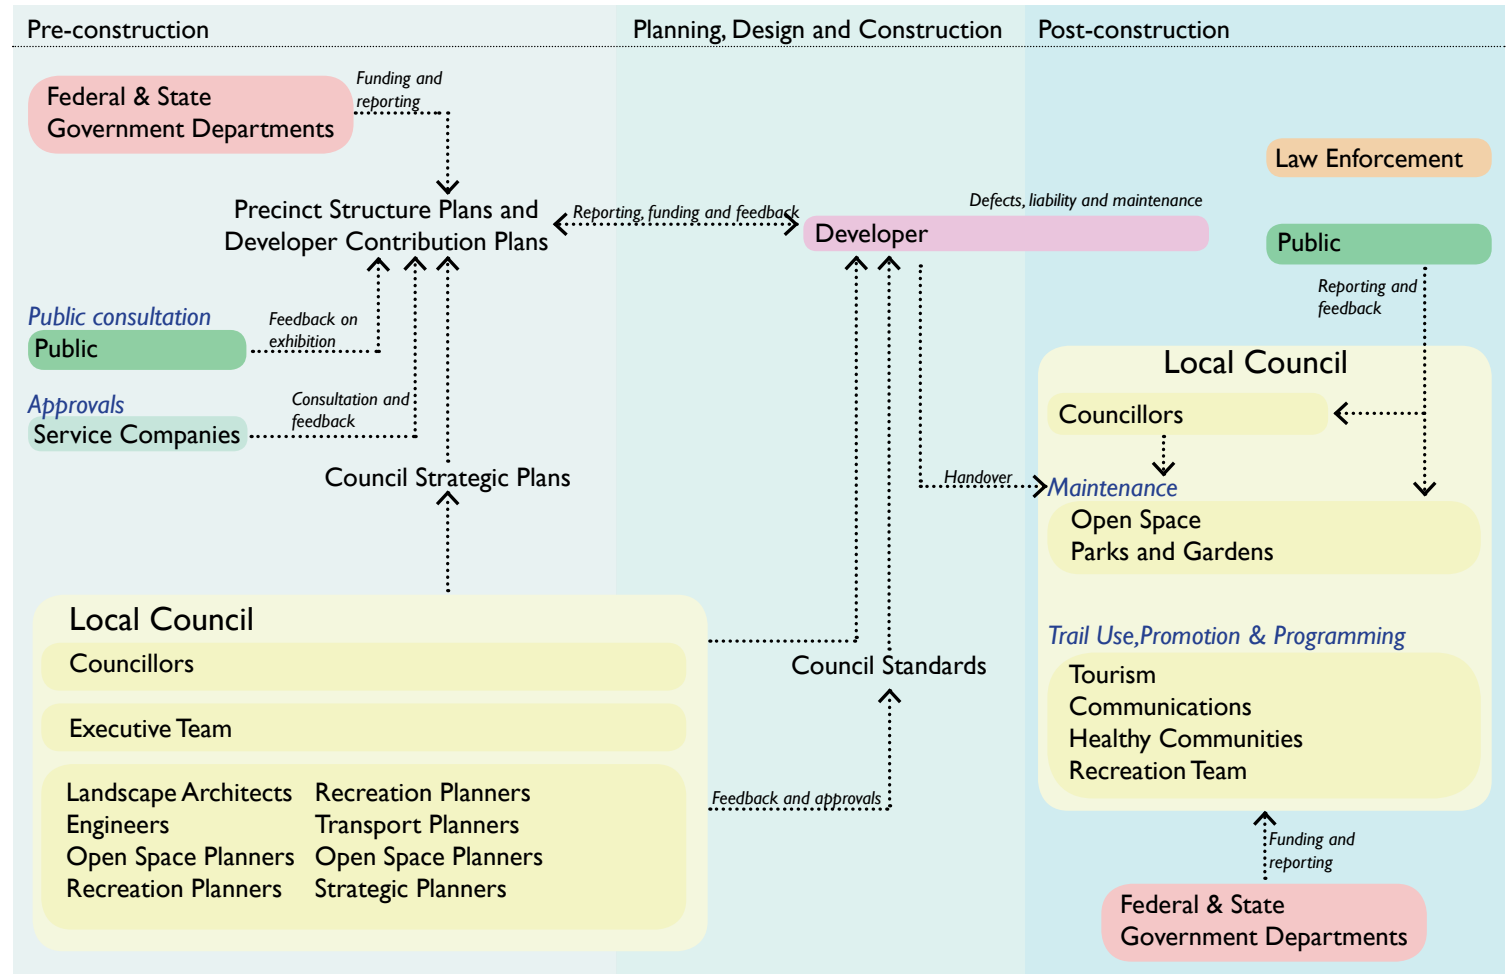 Pre-construction
Planning, Design and Construction
Post-construction
Funding and
reporting
Federal & State
Government Departments
Precinct Structure Plans and
Developer Contribution Plans
Reporting, funding and feedback
Defects, liability and maintenance
Developer
Law Enforcement
Public
Reporting and
feedback
Public consultation
Public
Feedback on
exhibition
Approvals
Service Companies
Consultation and
feedback
Council Strategic Plans
Handover
Local Council
Councillors
Maintenance
Open Space
Parks and Gardens
Trail Use, Promotion & Programming
Tourism
Communications
Healthy Communities
Recreation Team
Local Council
Councillors
Executive Team
Landscape Architects
Engineers
Open Space Planners
Recreation Planners
Recreation Planners
Transport Planners
Open Space Planners
Strategic Planners
Council Standards
Feedback and approvals
Funding and
reporting
Federal & State
Government Departments